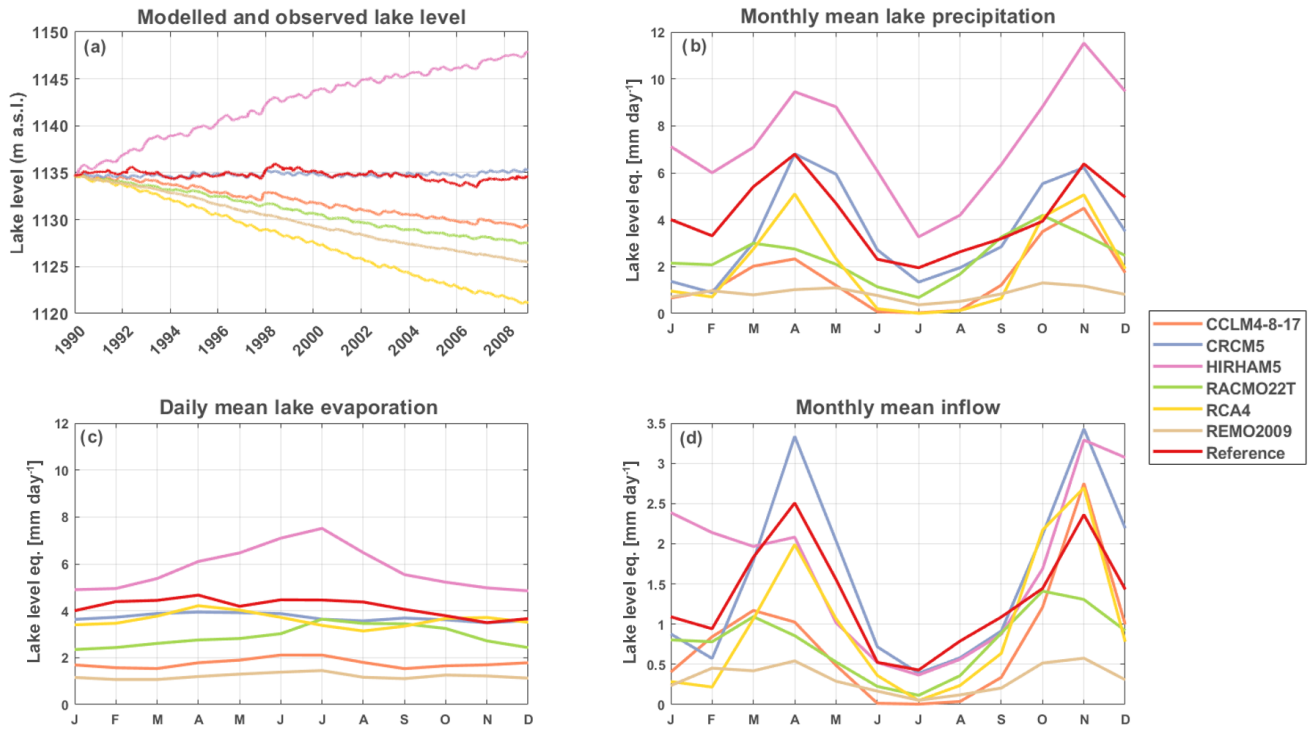 Modelled and observed lake level
(a)
Lake level (m a.s.l.)
1150
1145
1140
1135
1130
1125
1120
1990
1992
1994
1996
1998
2000
2002
2004
2006
2008
Monthly mean lake precipitation
(b)
Lake level eq. [mm day⁻¹]
12
10
8
6
4
2
0
J F M A M J J A S O N D
Daily mean lake evaporation
(c)
Lake level eq. [mm day⁻¹]
12
10
8
6
4
2
0
J F M A M J J A S O N D
Monthly mean inflow
(d)
Lake level eq. [mm day⁻¹]
3.5
3
2.5
2
1.5
1
0.5
0
J F M A M J J A S O N D
CCLM4-8-17
CRCM5
HIRHAM5
RACMO22T
RCA4
REMO2009
Reference